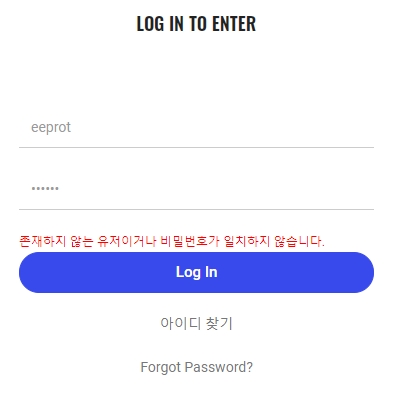 LOG IN TO ENTER
eeprot
••••••
존재하지 않는 유저이거나 비밀번호가 일치하지 않습니다.
Log In
아이디 찾기
Forgot Password?